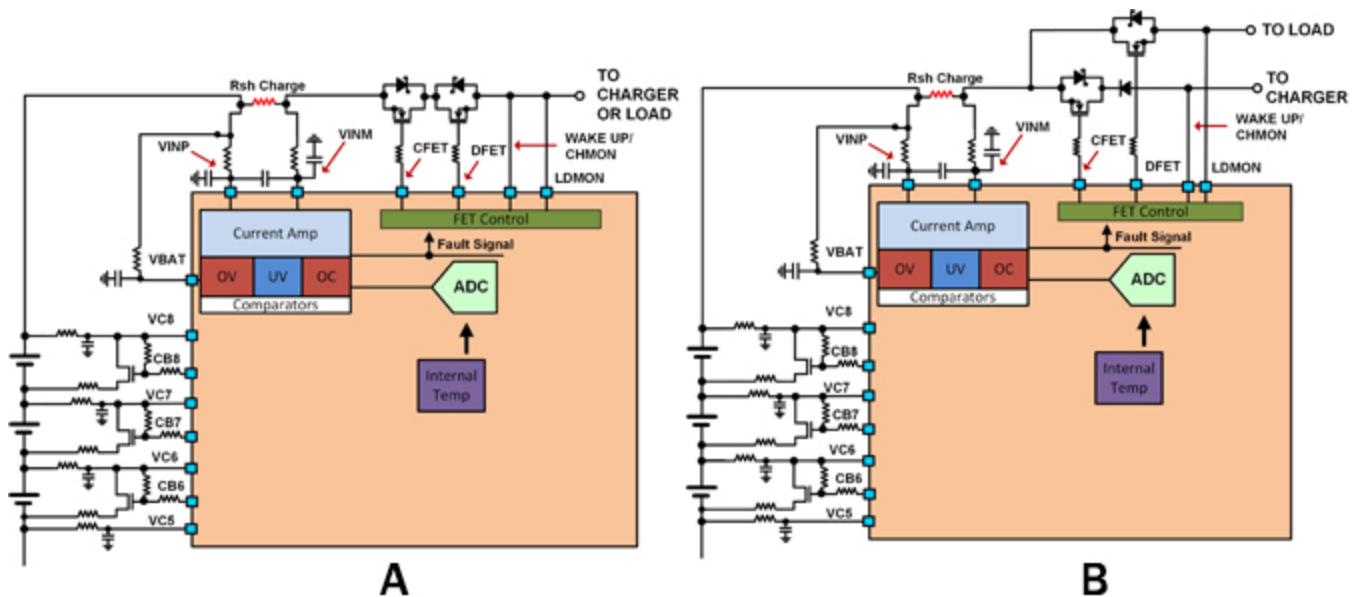 Rsh Charge
TO
CHARGER
OR LOAD
VINP
VINM
CFET
DFET
WAKE UP/
CHMON
LDMON
FET Control
Current Amp
Fault Signal
VBAT
OV
UV
OC
ADC
Comparators
VC8
CB8
Internal
Temp
VC7
CB7
VC6
CB6
VC5
A
TO LOAD
Rsh Charge
TO
CHARGER
VINP
VINM
CFET
WAKE UP/
CHMON
DFET
LDMON
FET Control
Current Amp
Fault Signal
VBAT
OV
UV
OC
ADC
Comparators
VC8
CB8
Internal
Temp
VC7
CB7
VC6
CB6
VC5
B